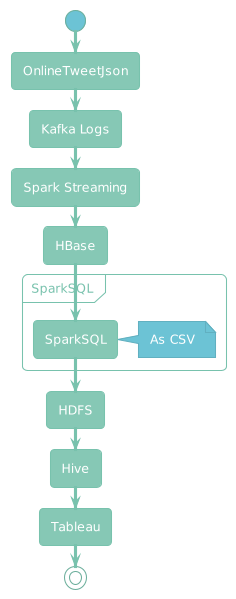 OnlineTweetJson
Kafka Logs
Spark Streaming
HBase
SparkSQL
SparkSQL
As CSV
HDFS
Hive
Tableau